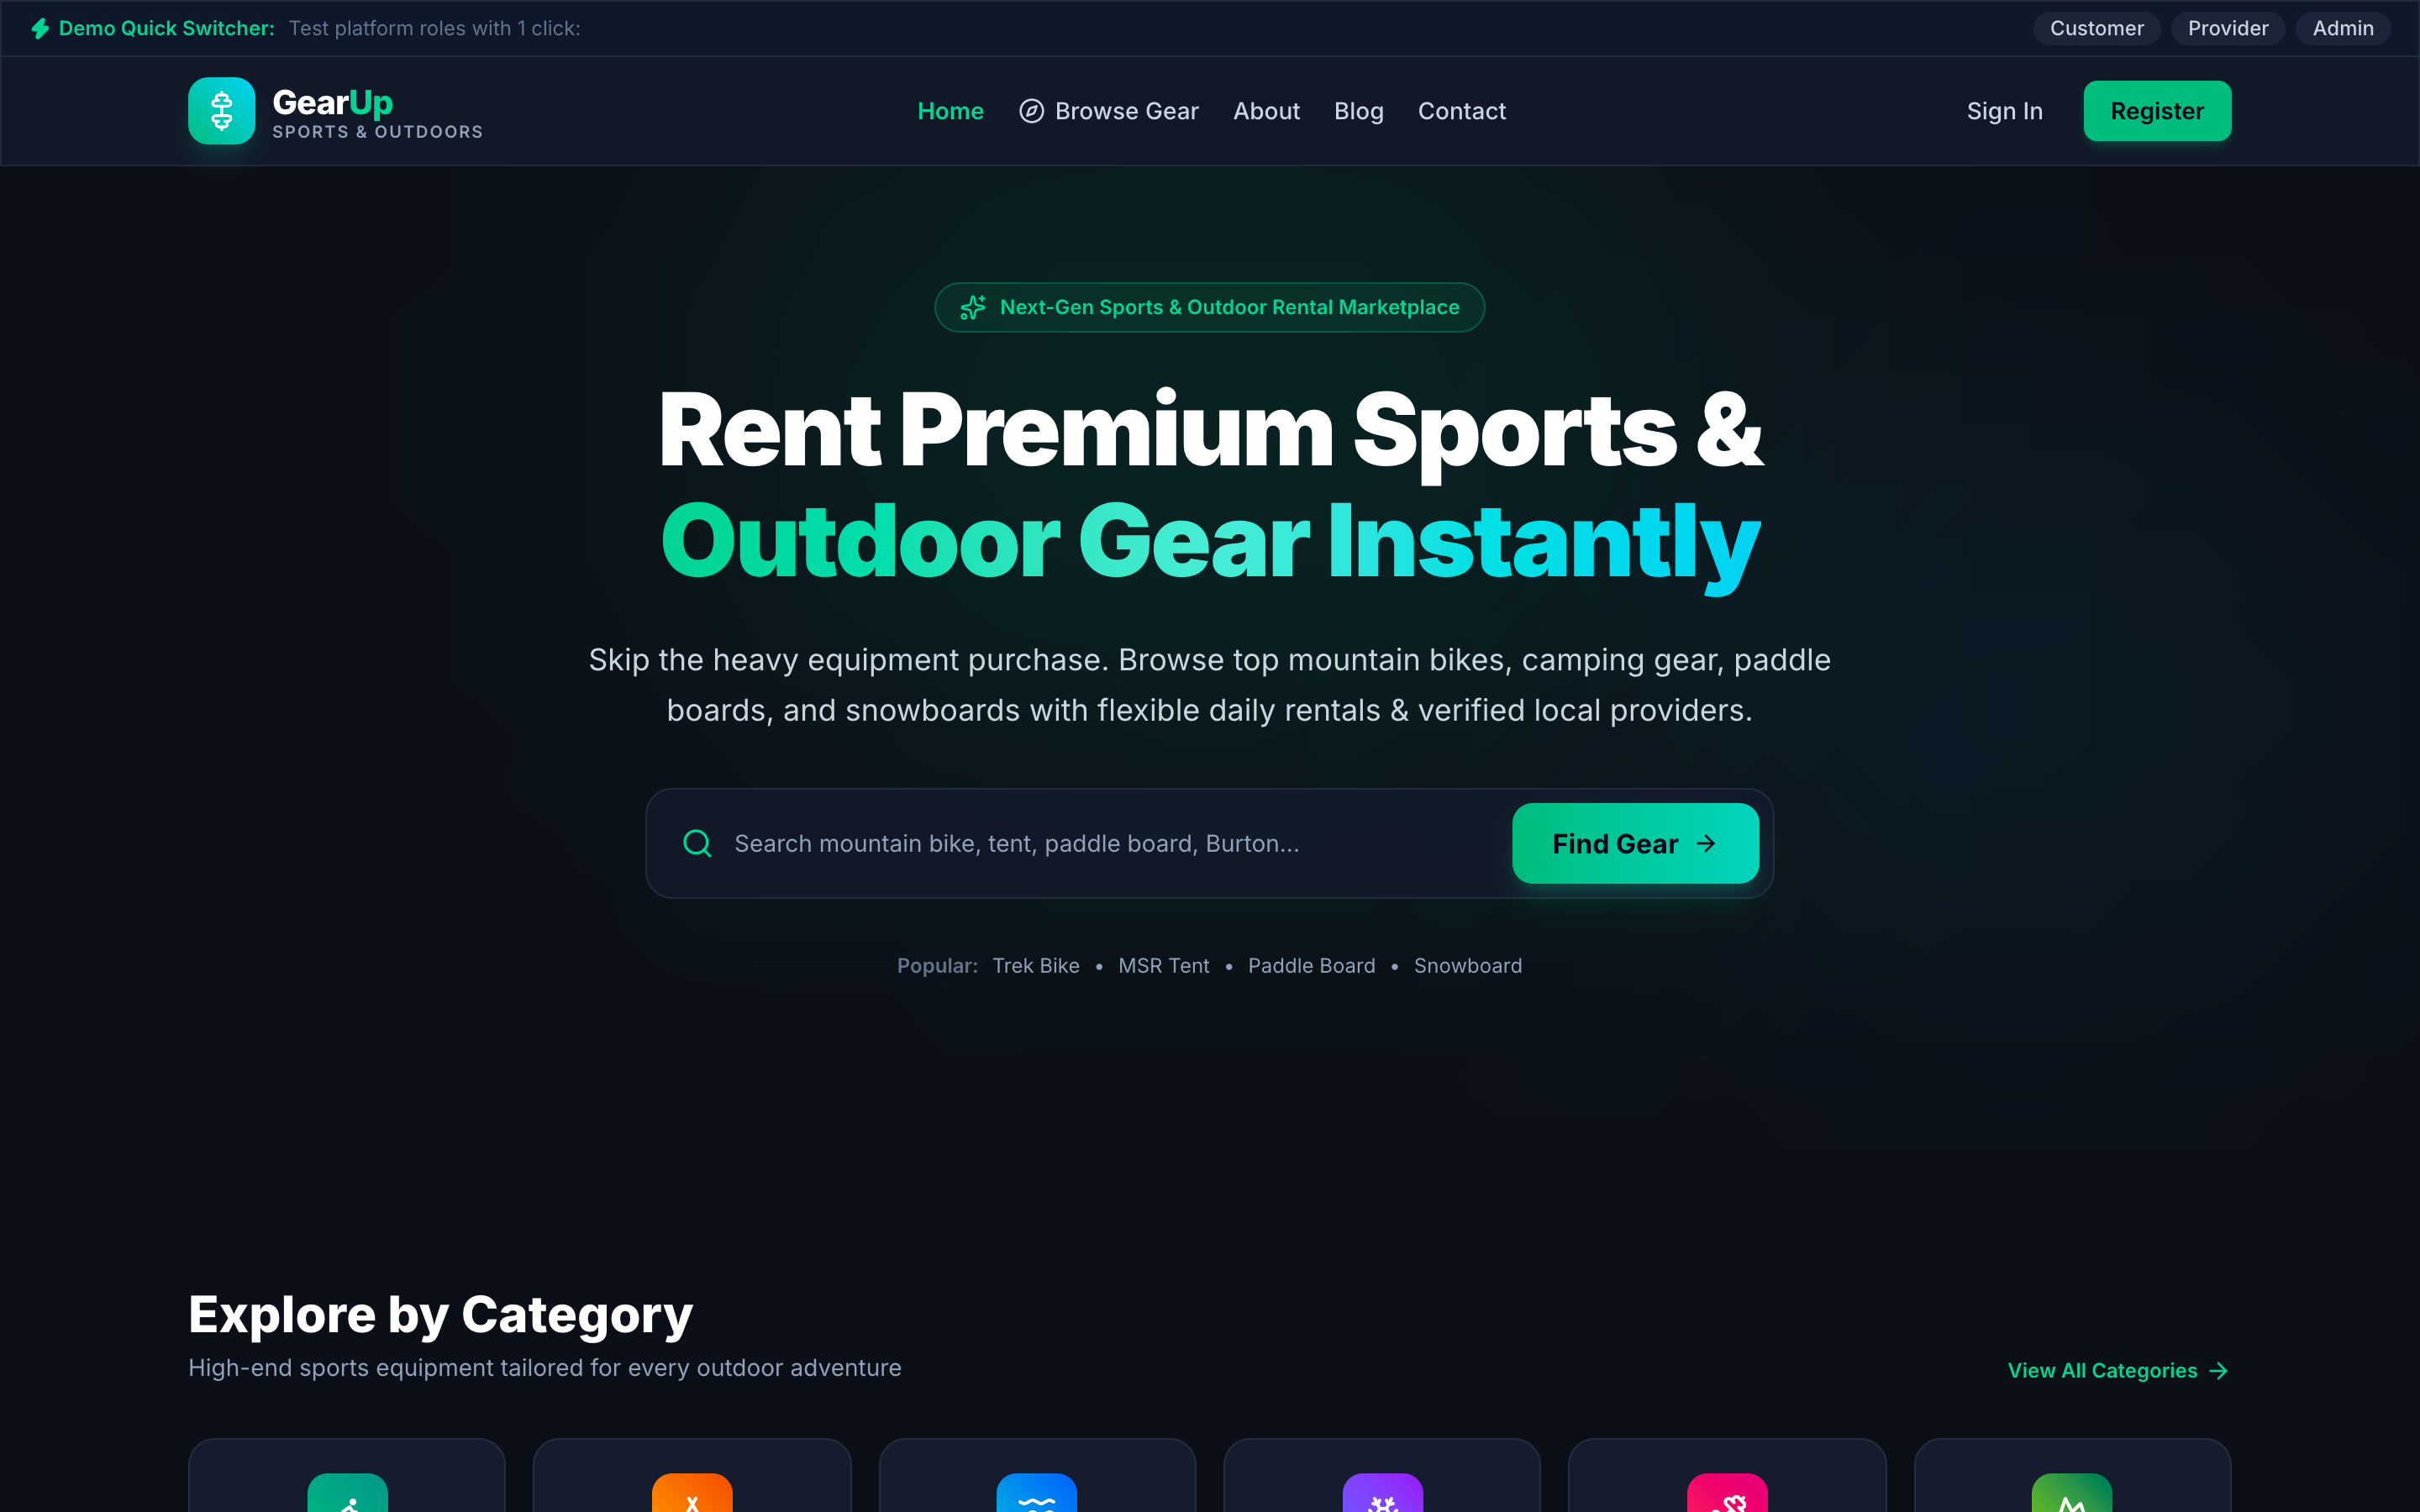 Demo Quick Switcher: Test platform roles with 1 click:
Customer Provider Admin
GearUp
SPORTS & OUTDOORS
Home Browse Gear About Blog Contact
Sign In Register
Next-Gen Sports & Outdoor Rental Marketplace
Rent Premium Sports &
Outdoor Gear Instantly
Skip the heavy equipment purchase. Browse top mountain bikes, camping gear, paddle
boards, and snowboards with flexible daily rentals & verified local providers.
Search mountain bike, tent, paddle board, Burton...
Find Gear
Popular: Trek Bike • MSR Tent • Paddle Board • Snowboard
Explore by Category
High-end sports equipment tailored for every outdoor adventure
View All Categories